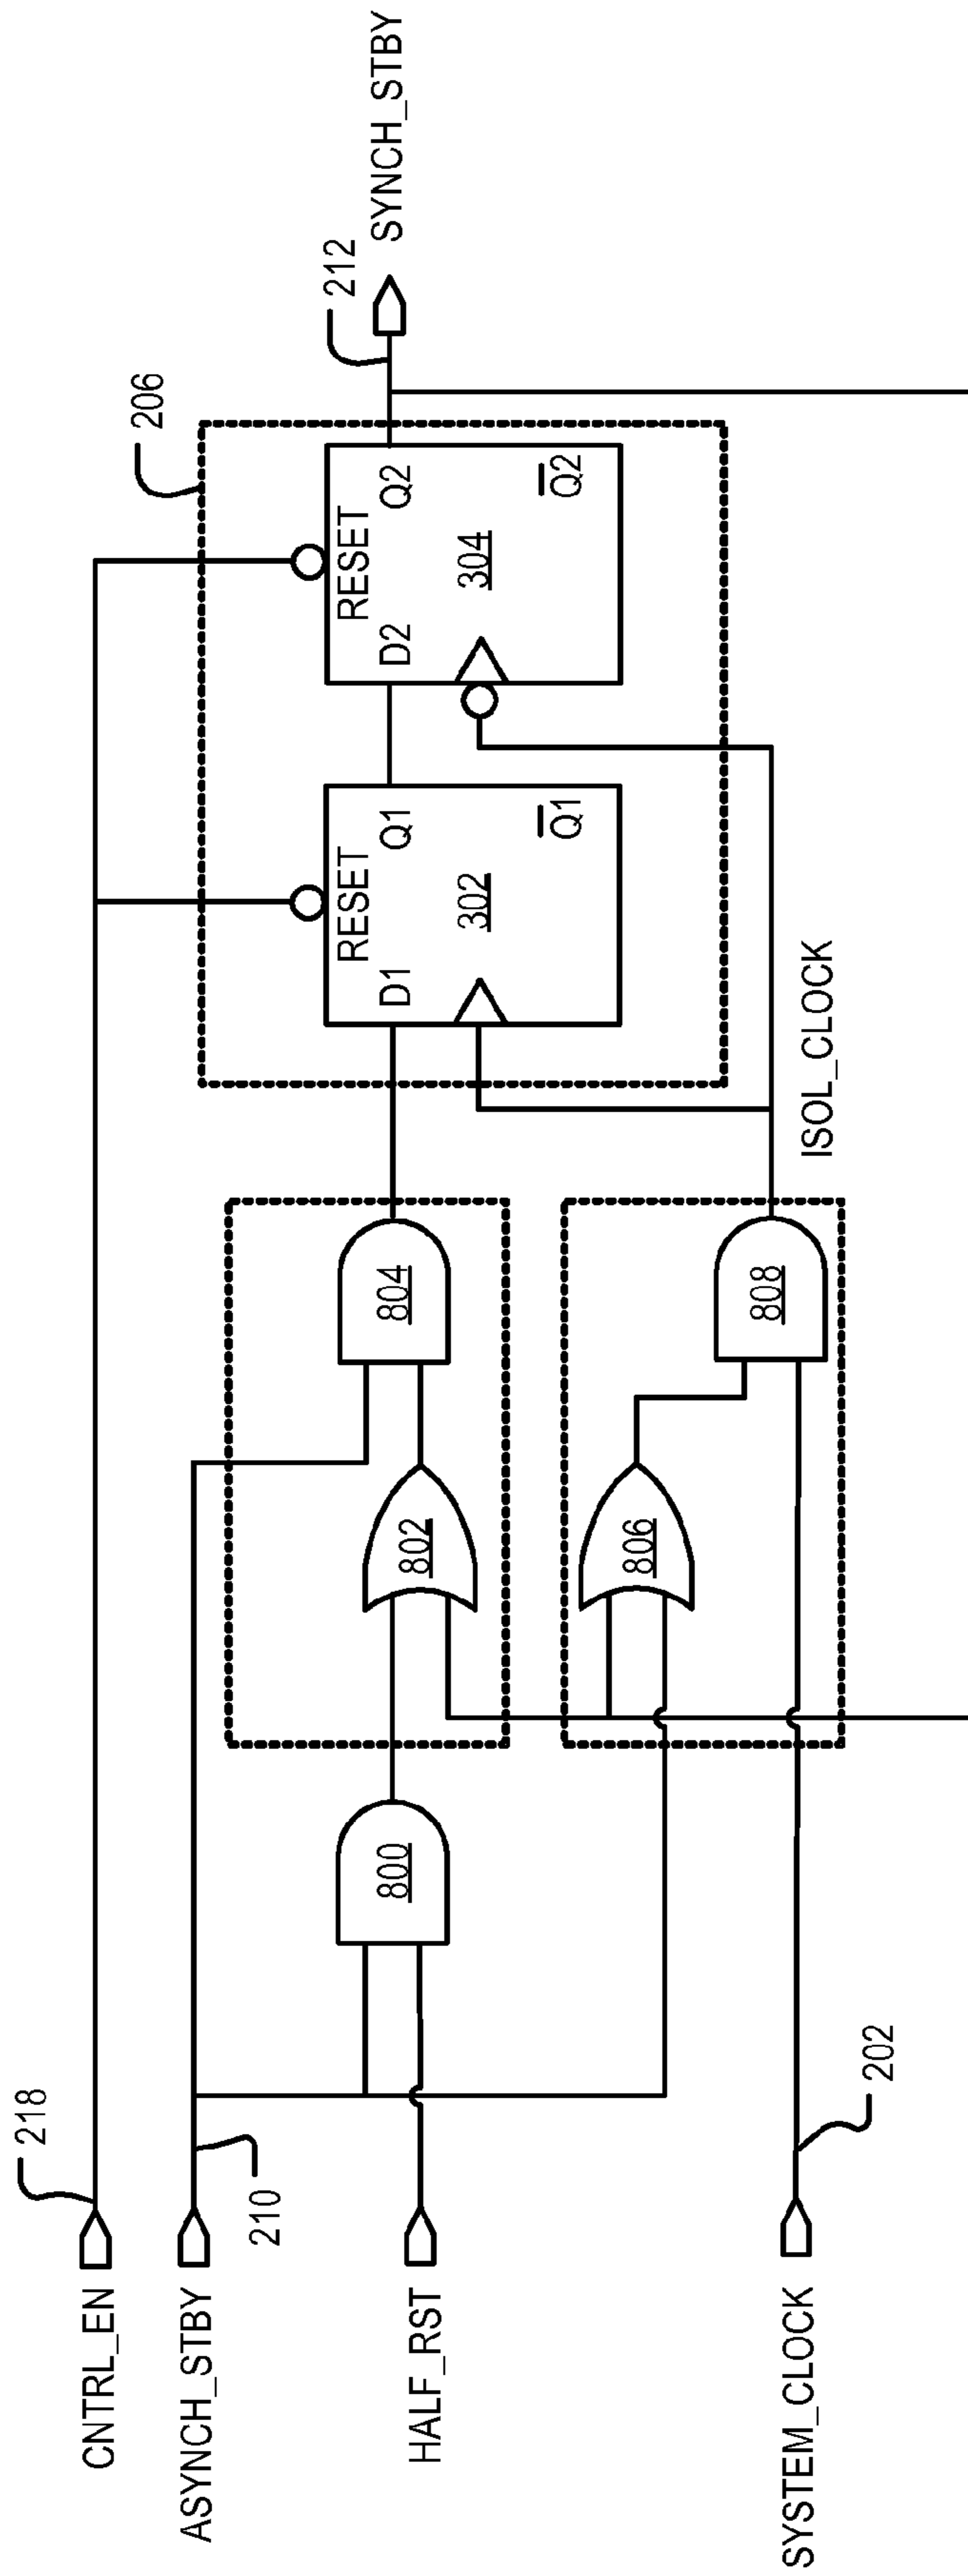 CNTRL_EN
218
ASYNCH_STBY
210
HALF_RST
SYSTEM_CLOCK
202
800
802
804
806
808
ISOL_CLOCK
206
RESET
D1
Q1
302
Q̅1
RESET
D2
Q2
304
Q̅2
212
SYNCH_STBY